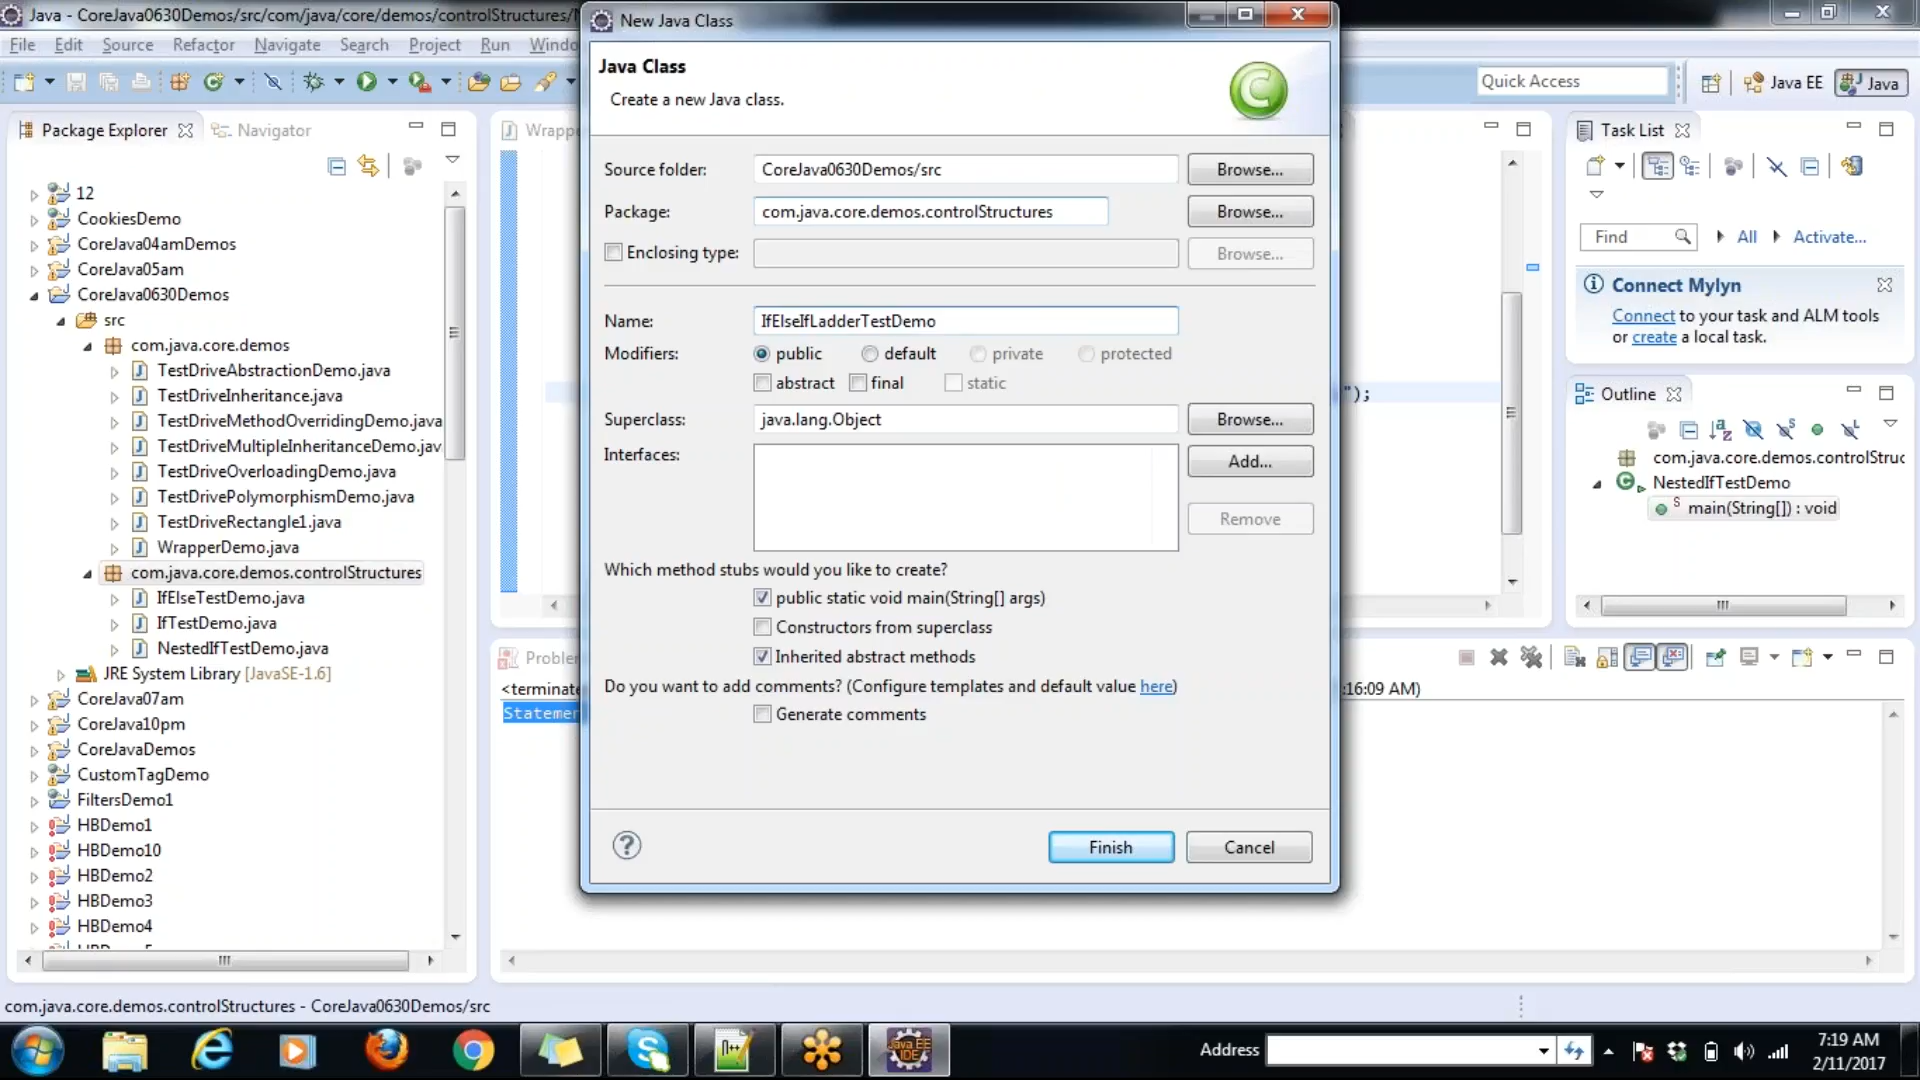 Java - CoreJava0630Demos/src/com/java/core/demos/controlStructures/
New Java Class
File Edit Source Refactor Navigate Search Project Run
Java Class
Create a new Java class.
Quick Access
Java EE
Java
Package Explorer
Navigator
Task List
Source folder:
CoreJava0630Demos/src
Browse...
Package:
com.java.core.demos.controlStructures
Browse...
Enclosing type:
Browse...
Find
All
Activate...
12
CookiesDemo
CoreJava04amDemos
CoreJava05am
CoreJava0630Demos
src
com.java.core.demos
TestDriveAbstractionDemo.java
TestDriveInheritance.java
TestDriveMethodOverridingDemo.java
TestDriveMultipleInheritanceDemo.jav
TestDriveOverloadingDemo.java
TestDrivePolymorphismDemo.java
TestDriveRectangle1.java
WrapperDemo.java
com.java.core.demos.controlStructures
IfElseTestDemo.java
IfTestDemo.java
NestedIfTestDemo.java
JRE System Library [JavaSE-1.6]
CoreJava07am
CoreJava10pm
CoreJavaDemos
CustomTagDemo
FiltersDemo1
HBDemo1
HBDemo10
HBDemo2
HBDemo3
HBDemo4
Name:
IfElseIfLadderTestDemo
Modifiers:
public
default
private
protected
abstract
final
static
Superclass:
java.lang.Object
Browse...
Interfaces:
Add...
Remove
Which method stubs would you like to create?
public static void main(String[] args)
Constructors from superclass
Inherited abstract methods
Do you want to add comments? (Configure templates and default value here)
Generate comments
Finish
Cancel
");
Connect Mylyn
Connect to your task and ALM tools
or create a local task.
Outline
com.java.core.demos.controlStruc
NestedIfTestDemo
main(String[]) : void
:16:09 AM)
com.java.core.demos.controlStructures - CoreJava0630Demos/src
Address
7:19 AM
2/11/2017